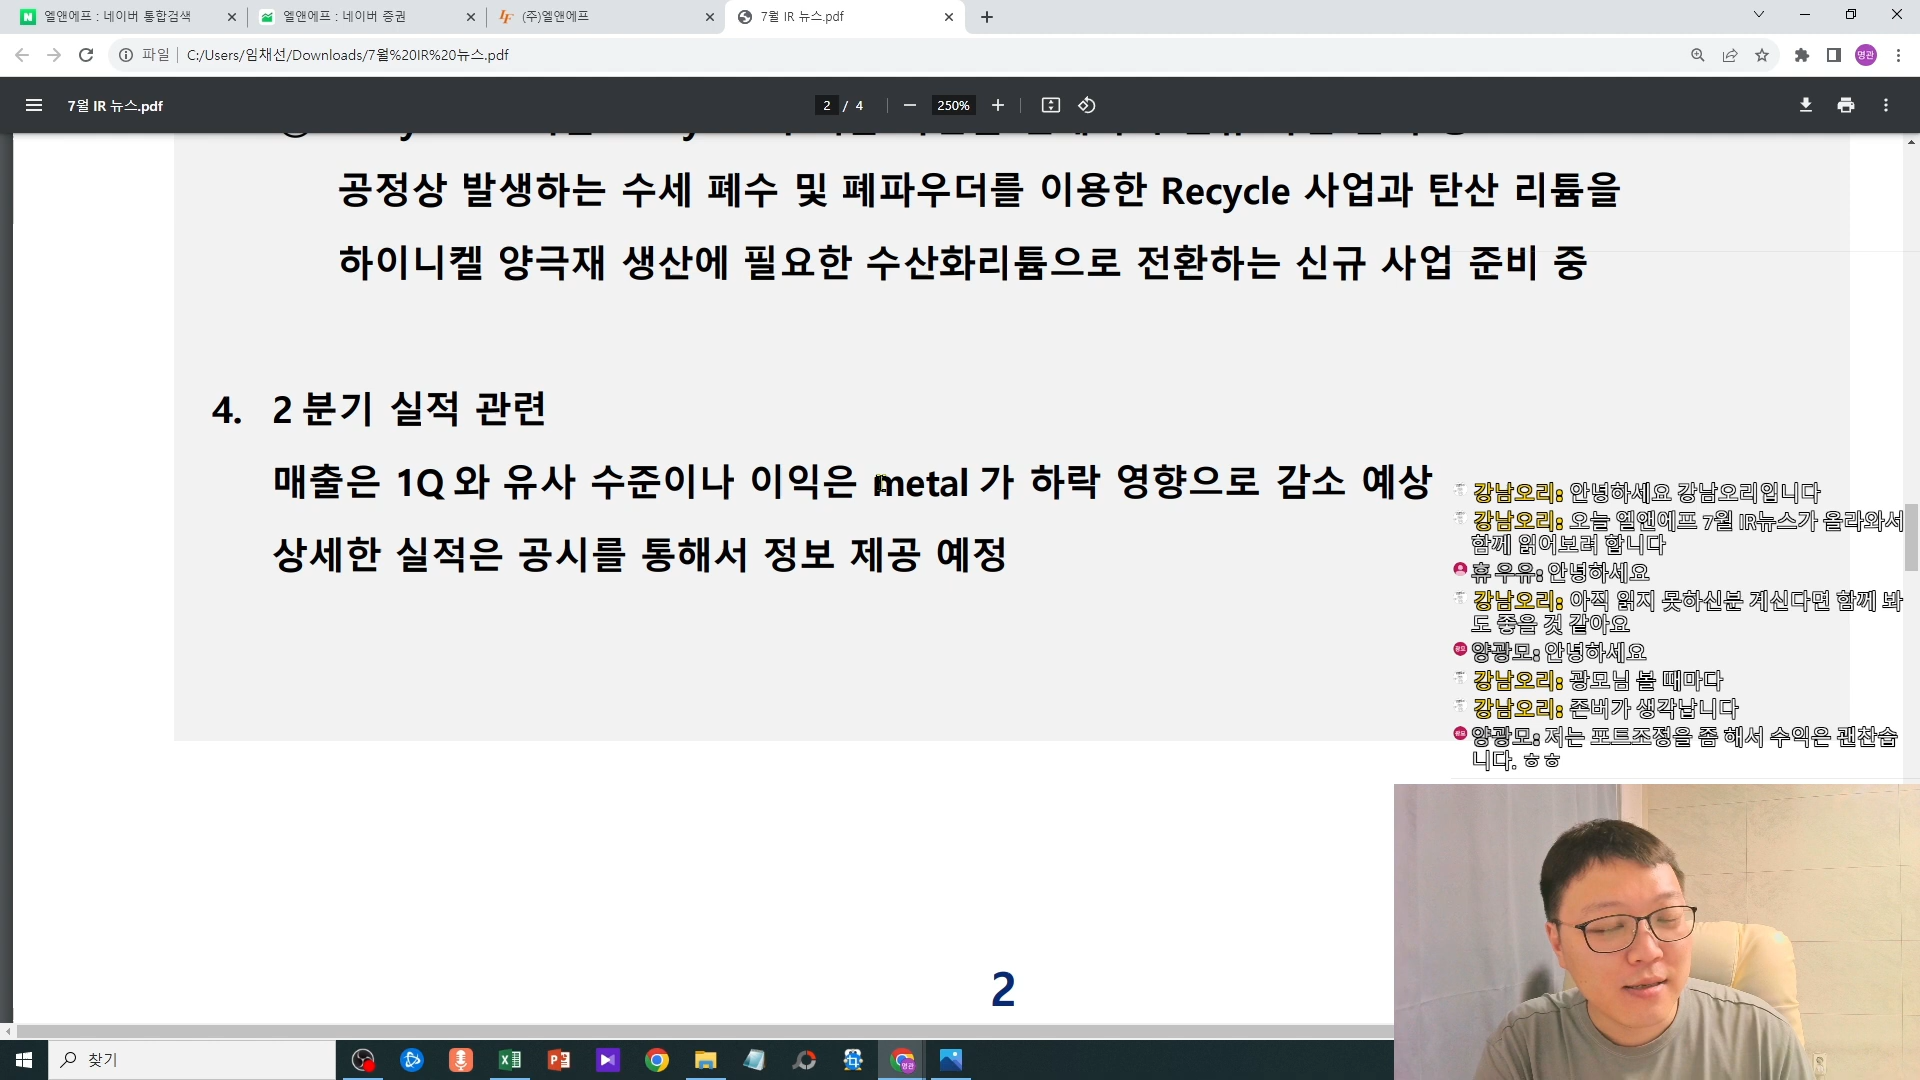 엘앤에프 : 네이버 통합검색
엘앤에프 : 네이버 증권
(주)엘앤에프
7월 IR 뉴스.pdf
파일
C:/Users/임채선/Downloads/7월%20IR%20뉴스.pdf
명관
7월 IR 뉴스.pdf
2 / 4
250%
공정상 발생하는 수세 폐수 및 폐파우더를 이용한 Recycle 사업과 탄산 리튬을
하이니켈 양극재 생산에 필요한 수산화리튬으로 전환하는 신규 사업 준비 중
4. 2분기 실적 관련
매출은 1Q와 유사 수준이나 이익은 metal가 하락 영향으로 감소 예상
상세한 실적은 공시를 통해서 정보 제공 예정
강남오리: 안녕하세요 강남오리입니다
강남오리: 오늘 엘앤에프 7월 IR뉴스가 올라와서
함께 읽어보려 합니다
휴 우유: 안녕하세요
강남오리: 아직 읽지 못하신분 계신다면 함께 봐
도 좋을 것 같아요
양광모: 안녕하세요
강남오리: 광모님 볼 때마다
강남오리: 존버가 생각납니다
양광모: 저는 포트조정을 좀 해서 수익은 괜찬습
니다. ㅎㅎ
2
찾기